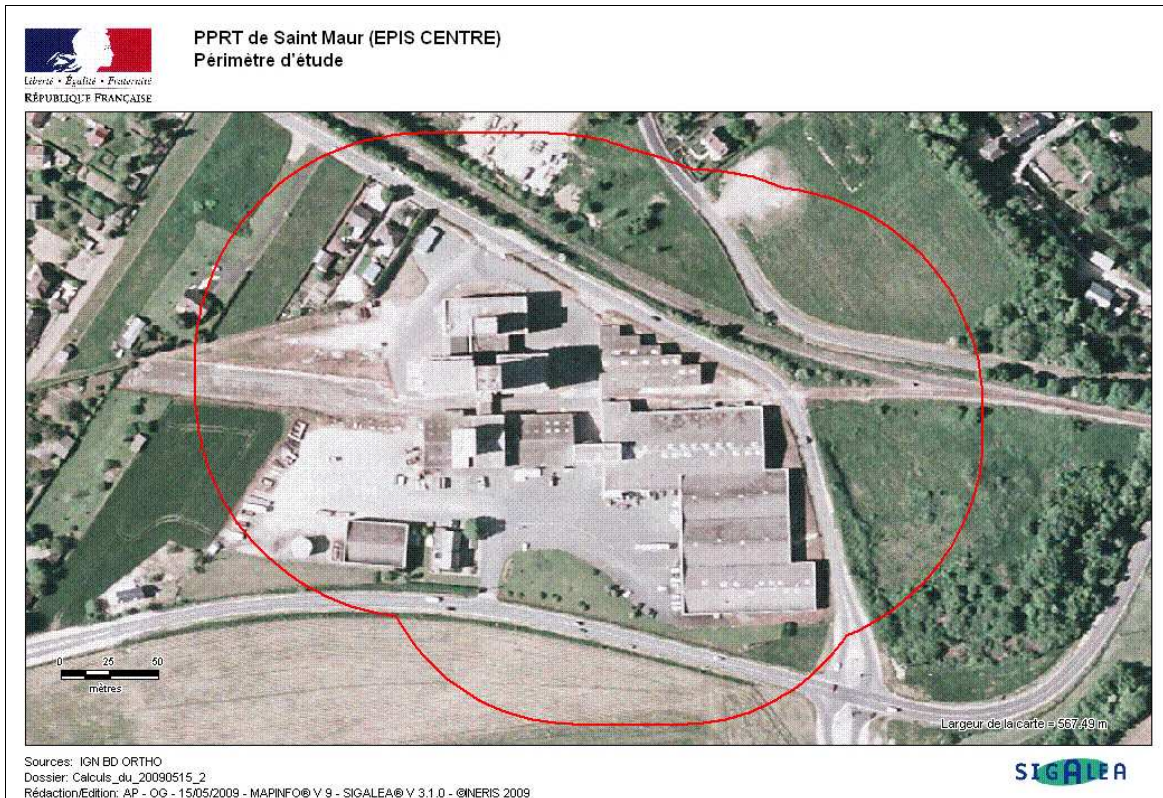 PPRT de Saint Maur (EPIS CENTRE)
Périmètre d'étude
Liberté • Égalité • Fraternité
RÉPUBLIQUE FRANÇAISE
0 25 50
mètres
Largeur de la carte = 567.49 m
Sources: IGN BD ORTHO
Dossier: Calculs_du_20090515_2
Rédaction/Edition: AP - OG - 15/05/2009 - MAPINFO® V 9 - SIGALEA® V 3.1.0 - ©INERIS 2009
SIGALEA